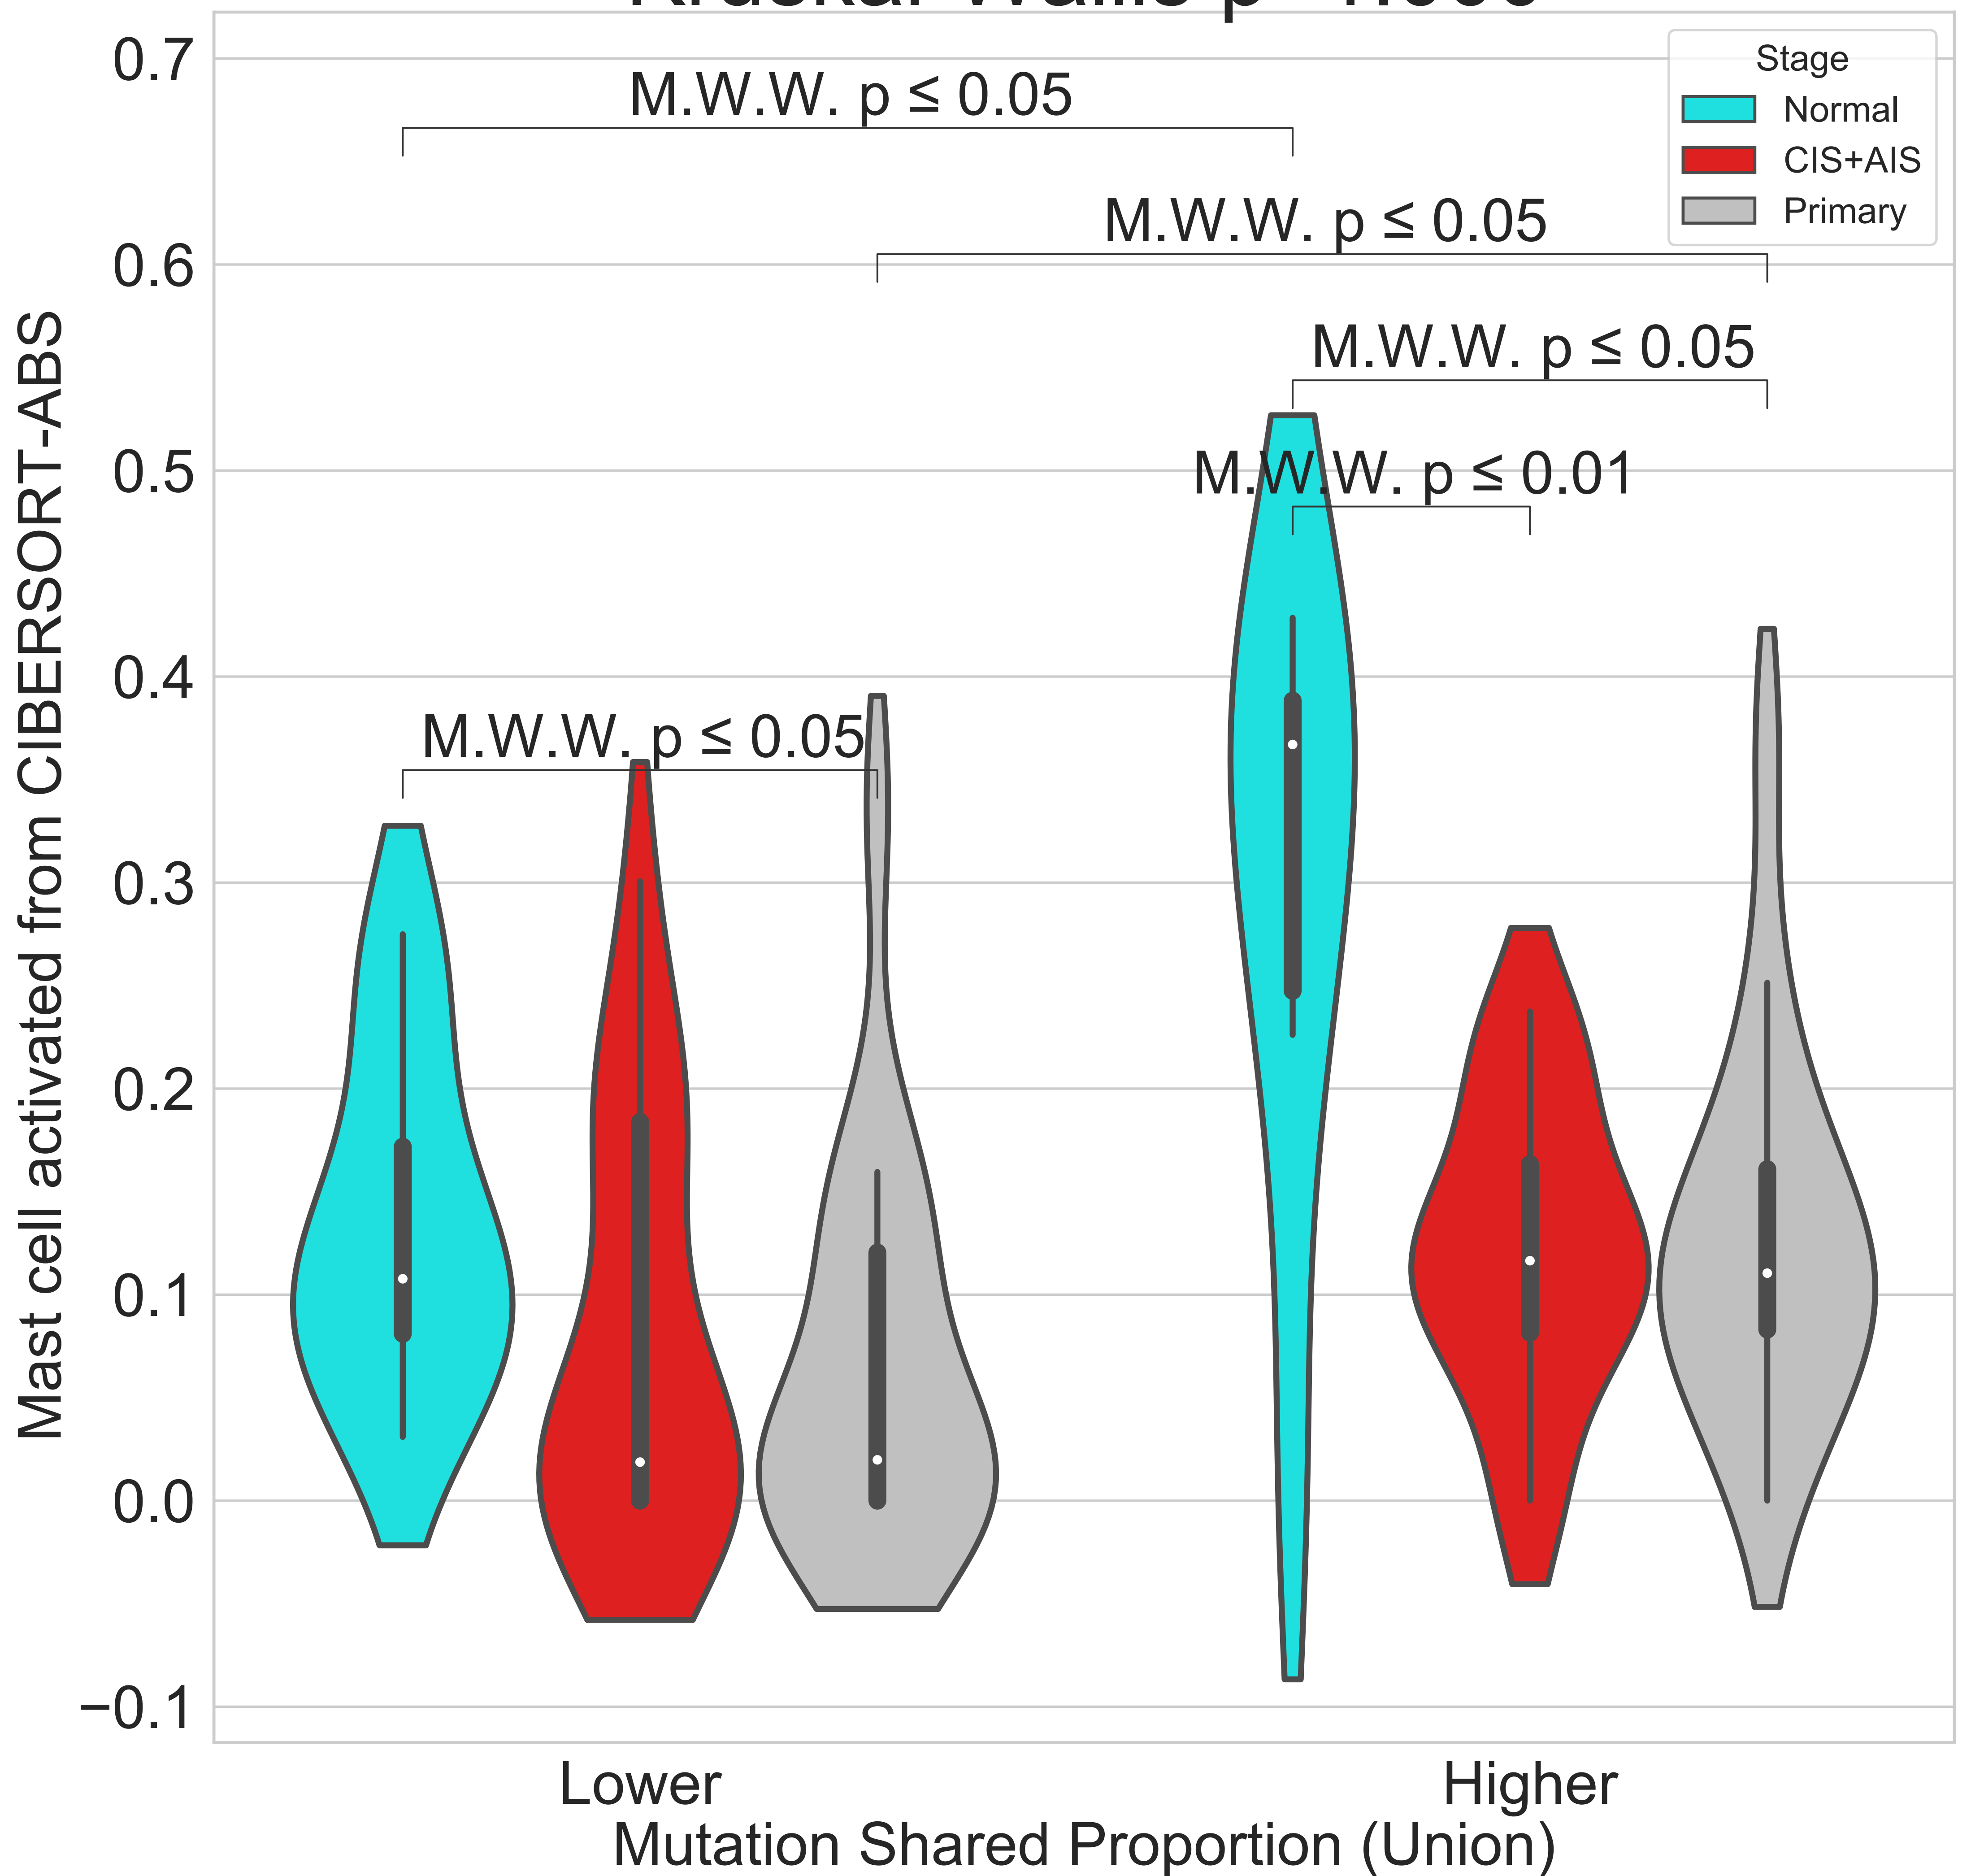 0.7
0.6
0.5
0.4
0.3
0.2
0.1
0.0
−0.1
Mast cell activated from CIBERSORT-ABS
M.W.W. p ≤ 0.05
M.W.W. p ≤ 0.05
M.W.W. p ≤ 0.05
M.W.W. p ≤ 0.01
M.W.W. p ≤ 0.05
Stage
Normal
CIS+AIS
Primary
Lower
Higher
Mutation Shared Proportion (Union)